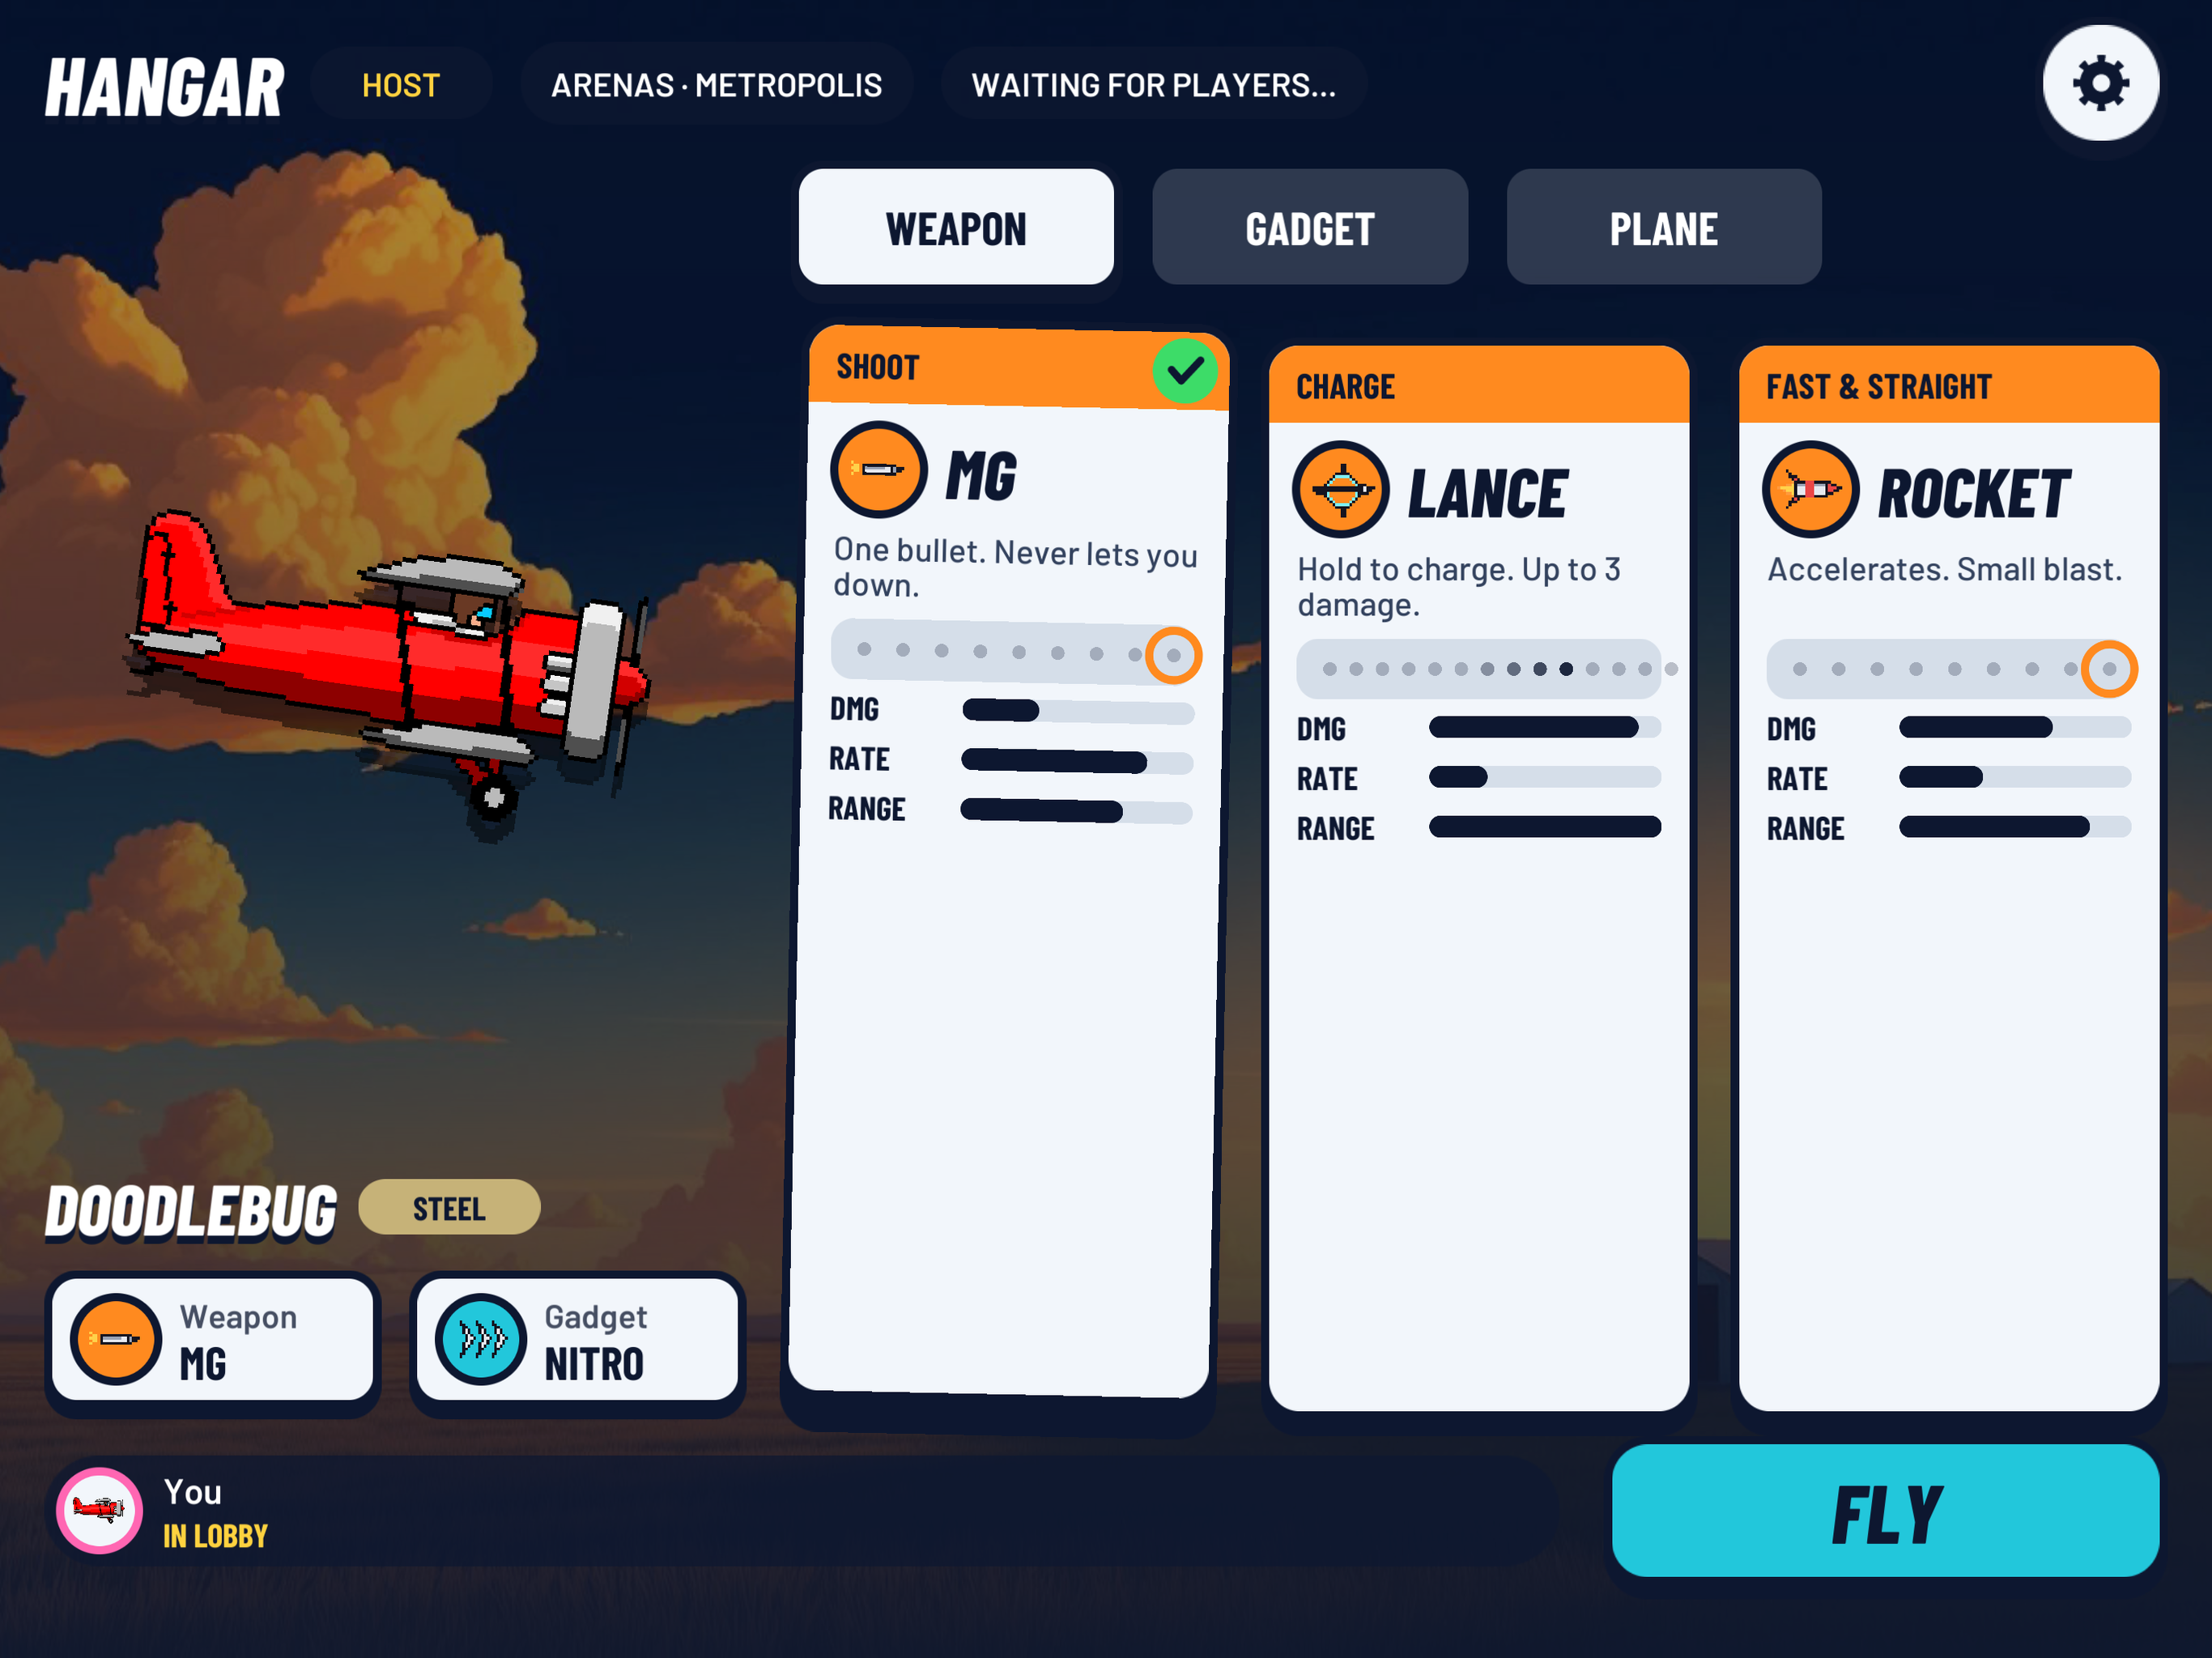 HANGAR
HOST
ARENAS · METROPOLIS
WAITING FOR PLAYERS...
WEAPON
GADGET
PLANE
SHOOT
MG
One bullet. Never lets you
down.
DMG
RATE
RANGE
CHARGE
LANCE
Hold to charge. Up to 3
damage.
DMG
RATE
RANGE
FAST & STRAIGHT
ROCKET
Accelerates. Small blast.
DMG
RATE
RANGE
DOODLEBUG
STEEL
Weapon
MG
Gadget
NITRO
You
IN LOBBY
FLY